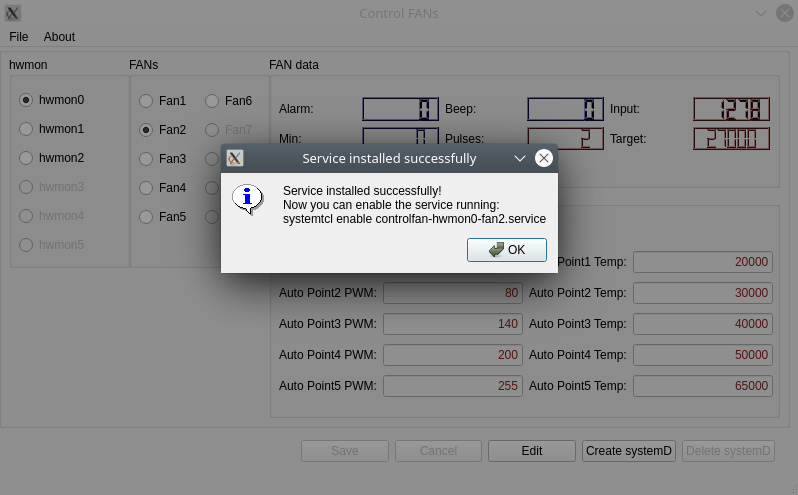 Control FANs
File About
hwmon FANs FAN data
hwmon0 Fan1 Fan6
Alarm: 0 Beep: 0 Input: 1278
hwmon1 Fan2 Fan7
Min: 0 Pulses: 2 Target: 27000
hwmon2 Fan3
hwmon3 Fan4
hwmon4 Fan5
hwmon5
Service installed successfully
Service installed successfully!
Now you can enable the service running:
systemtcl enable controlfan-hwmon0-fan2.service
OK
Point1 Temp: 20000
Auto Point2 PWM: 80 Auto Point2 Temp: 30000
Auto Point3 PWM: 140 Auto Point3 Temp: 40000
Auto Point4 PWM: 200 Auto Point4 Temp: 50000
Auto Point5 PWM: 255 Auto Point5 Temp: 65000
Save Cancel Edit Create systemD Delete systemD